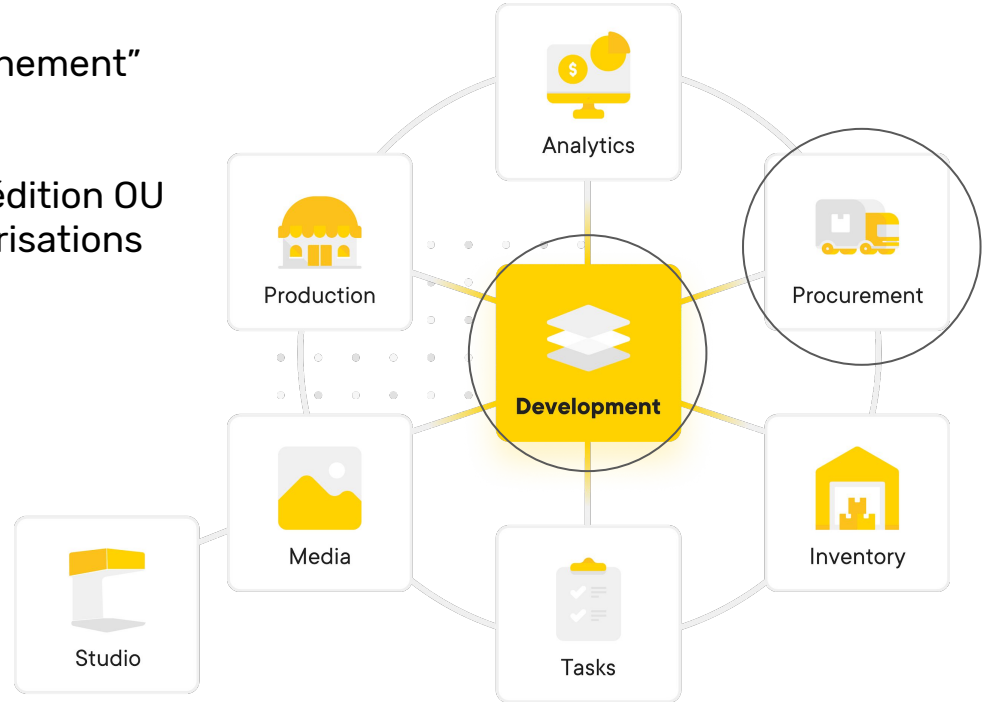 nement”
édition OU
risations
Analytics
Production
Procurement
Development
Media
Inventory
Studio
Tasks
$